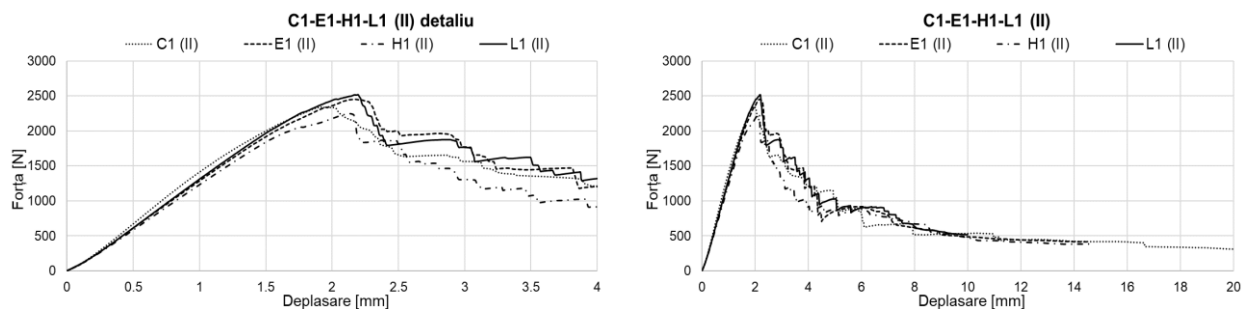 C1-E1-H1-L1 (II) detaliu
C1 (II) E1 (II) H1 (II) L1 (II)
3000
2500
2000
1500
1000
500
0
Forța [N]
0 0.5 1 1.5 2 2.5 3 3.5 4
Deplasare [mm]
C1-E1-H1-L1 (II)
C1 (II) E1 (II) H1 (II) L1 (II)
3000
2500
2000
1500
1000
500
0
Forța [N]
0 2 4 6 8 10 12 14 16 18 20
Deplasare [mm]